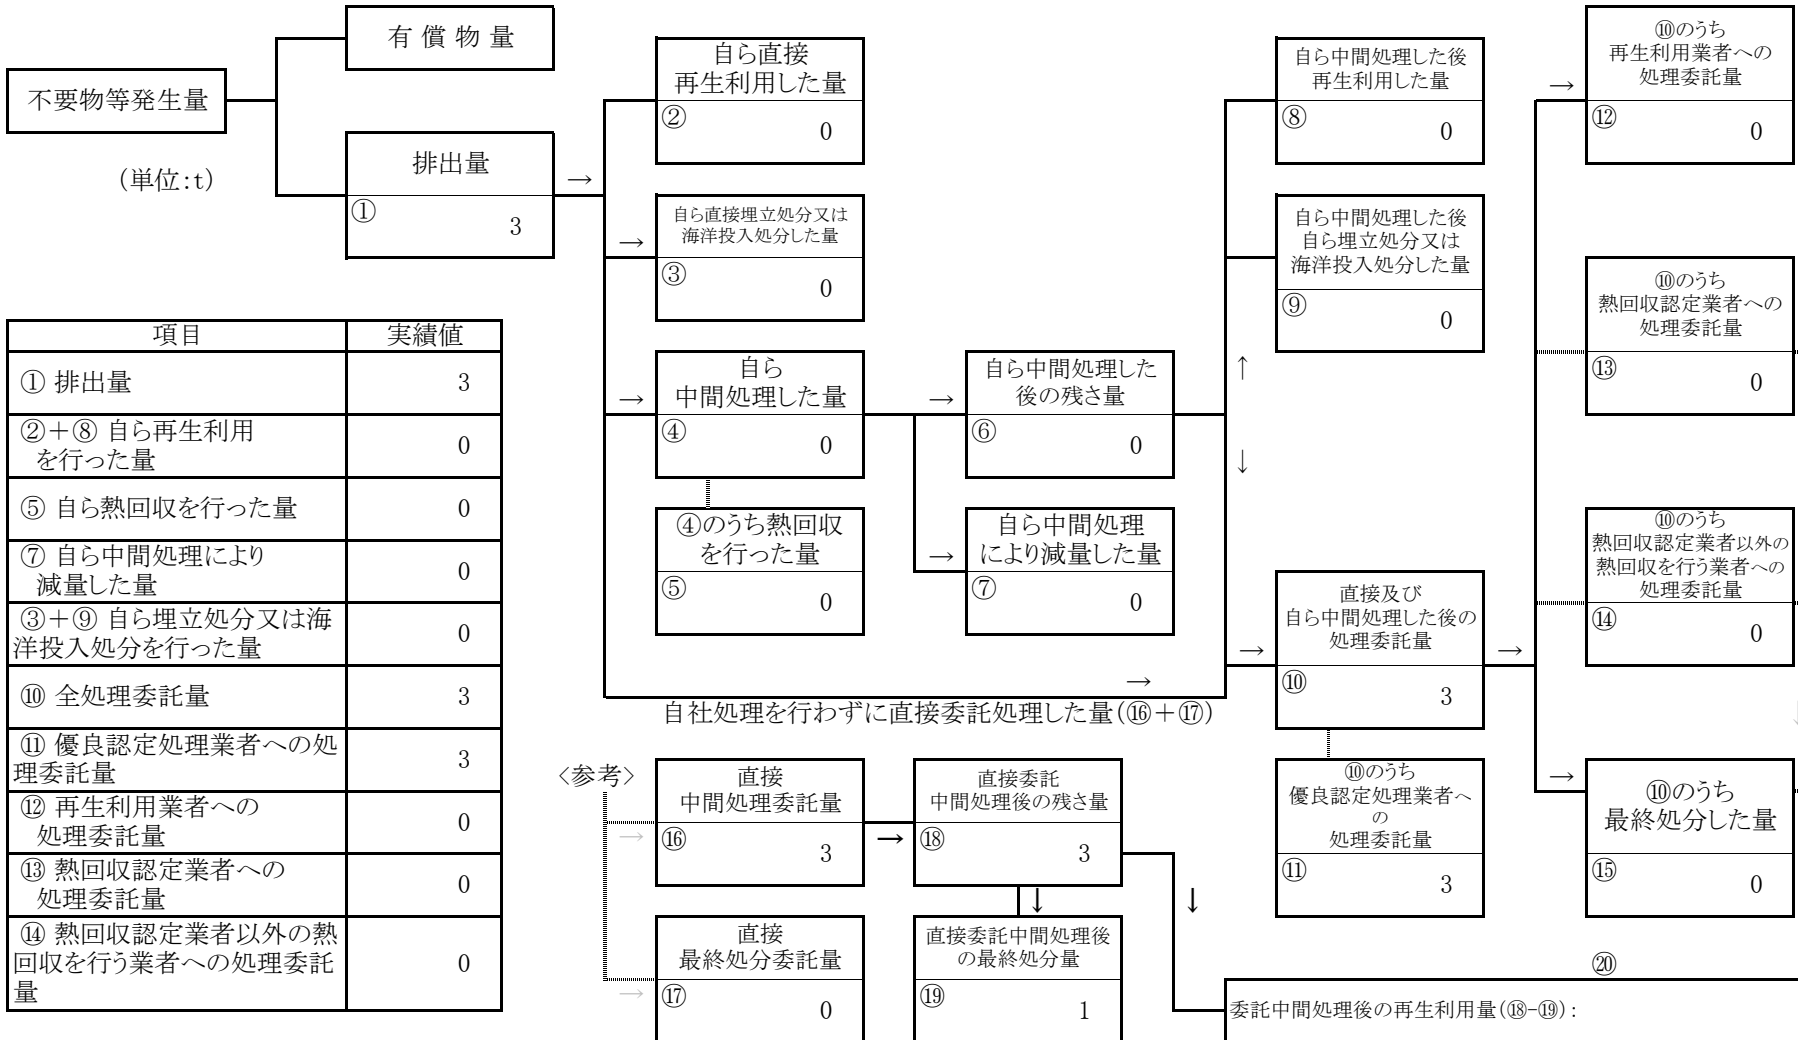 有 償 物 量
不要物等発生量
(単位:t)
排出量
①
3
→
自ら直接
再生利用した量
②
0
→
自ら直接埋立処分又は
海洋投入処分した量
③
0
→
自ら
中間処理した量
④
0
④のうち熱回収
を行った量
⑤
0
→
自ら中間処理した
後の残さ量
⑥
0
→
自ら中間処理
により減量した量
⑦
0
自ら中間処理した後
再生利用した量
⑧
0
自ら中間処理した後
自ら埋立処分又は
海洋投入処分した量
⑨
0
↑
↓
→
直接及び
自ら中間処理した後の
処理委託量
⑩
3
→
自社処理を行わずに直接委託処理した量(⑯+⑰)
⑩のうち
優良認定処理業者へ
の
処理委託量
⑪
3
→
→
⑩のうち
再生利用業者への
処理委託量
⑫
0
⑩のうち
熱回収認定業者への
処理委託量
⑬
0
⑩のうち
熱回収認定業者以外の
熱回収を行う業者への
処理委託量
⑭
0
→
⑩のうち
最終処分した量
⑮
0
項目 実績値
① 排出量 3
②+⑧ 自ら再生利用
を行った量 0
⑤ 自ら熱回収を行った量 0
⑦ 自ら中間処理により
減量した量 0
③+⑨ 自ら埋立処分又は海
洋投入処分を行った量 0
⑩ 全処理委託量 3
⑪ 優良認定処理業者への処
理委託量 3
⑫ 再生利用業者への
処理委託量 0
⑬ 熱回収認定業者への
処理委託量 0
⑭ 熱回収認定業者以外の熱
回収を行う業者への処理委託
量 0
<参考>
→
直接
中間処理委託量
⑯
3
→
直接委託
中間処理後の残さ量
⑱
3
↓
↓
→
直接
最終処分委託量
⑰
0
直接委託中間処理後
の最終処分量
⑲
1
⑳
委託中間処理後の再生利用量(⑱-⑲):